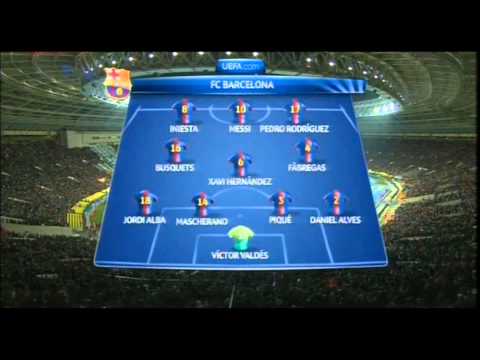 UEFA.com
FC BARCELONA
8 10 17
INIESTA MESSI PEDRO RODRÍGUEZ
16 4
BUSQUETS FÀBREGAS
6
XAVI HERNÁNDEZ
18 14 3 2
JORDI ALBA MASCHERANO PIQUÉ DANIEL ALVES
VÍCTOR VALDÉS